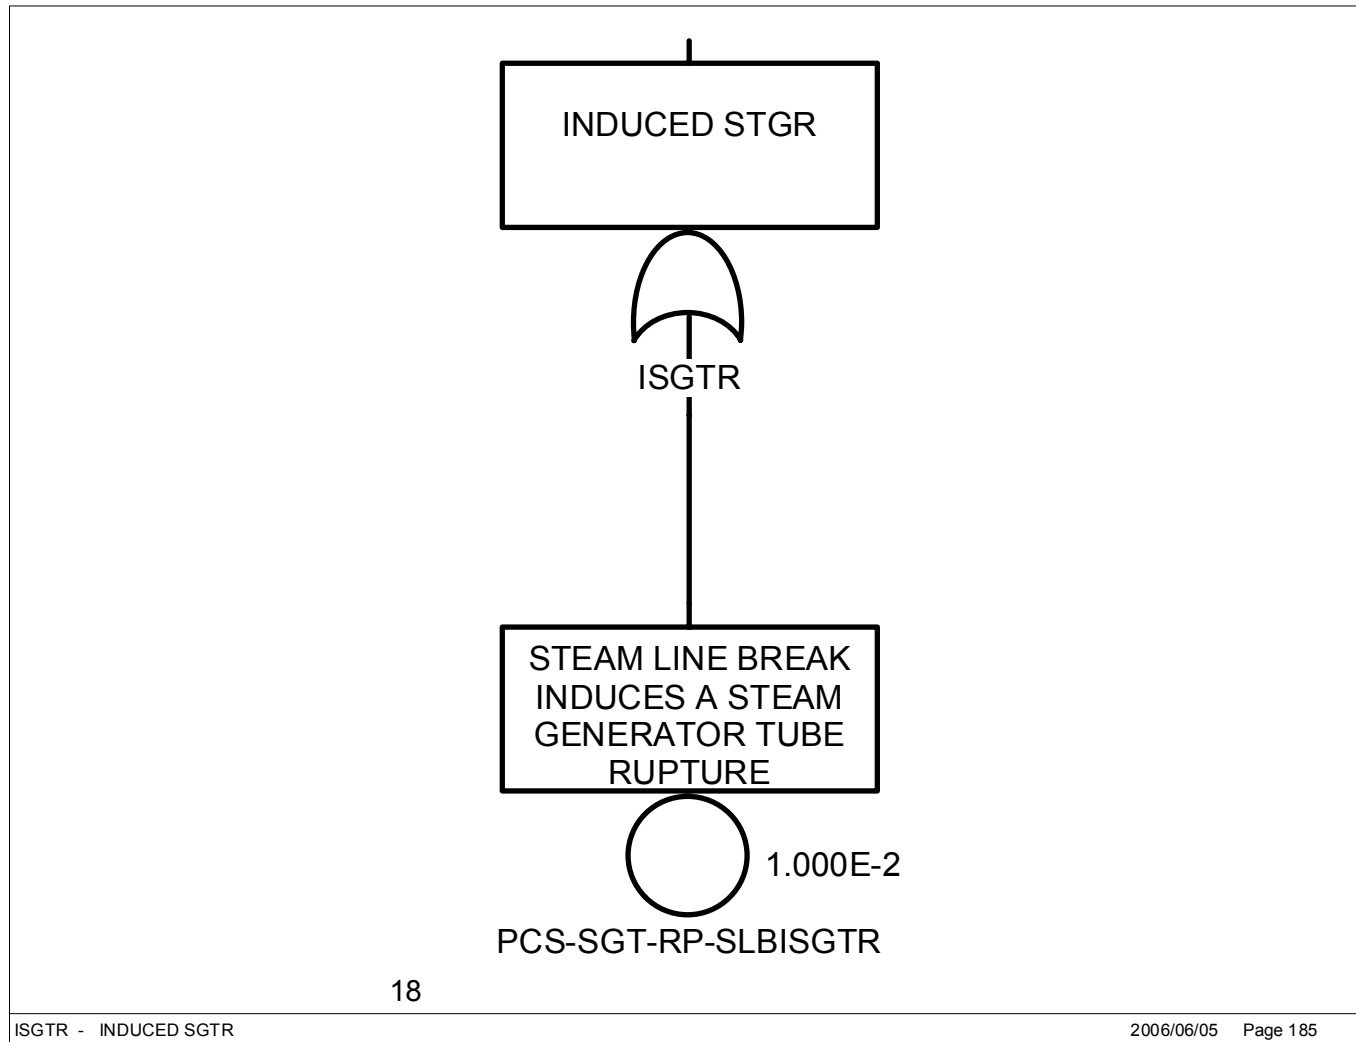 INDUCED STGR
ISGTR
STEAM LINE BREAK
INDUCES A STEAM
GENERATOR TUBE
RUPTURE
1.000E-2
PCS-SGT-RP-SLBISGTR
18
ISGTR - INDUCED SGTR 2006/06/05 Page 185